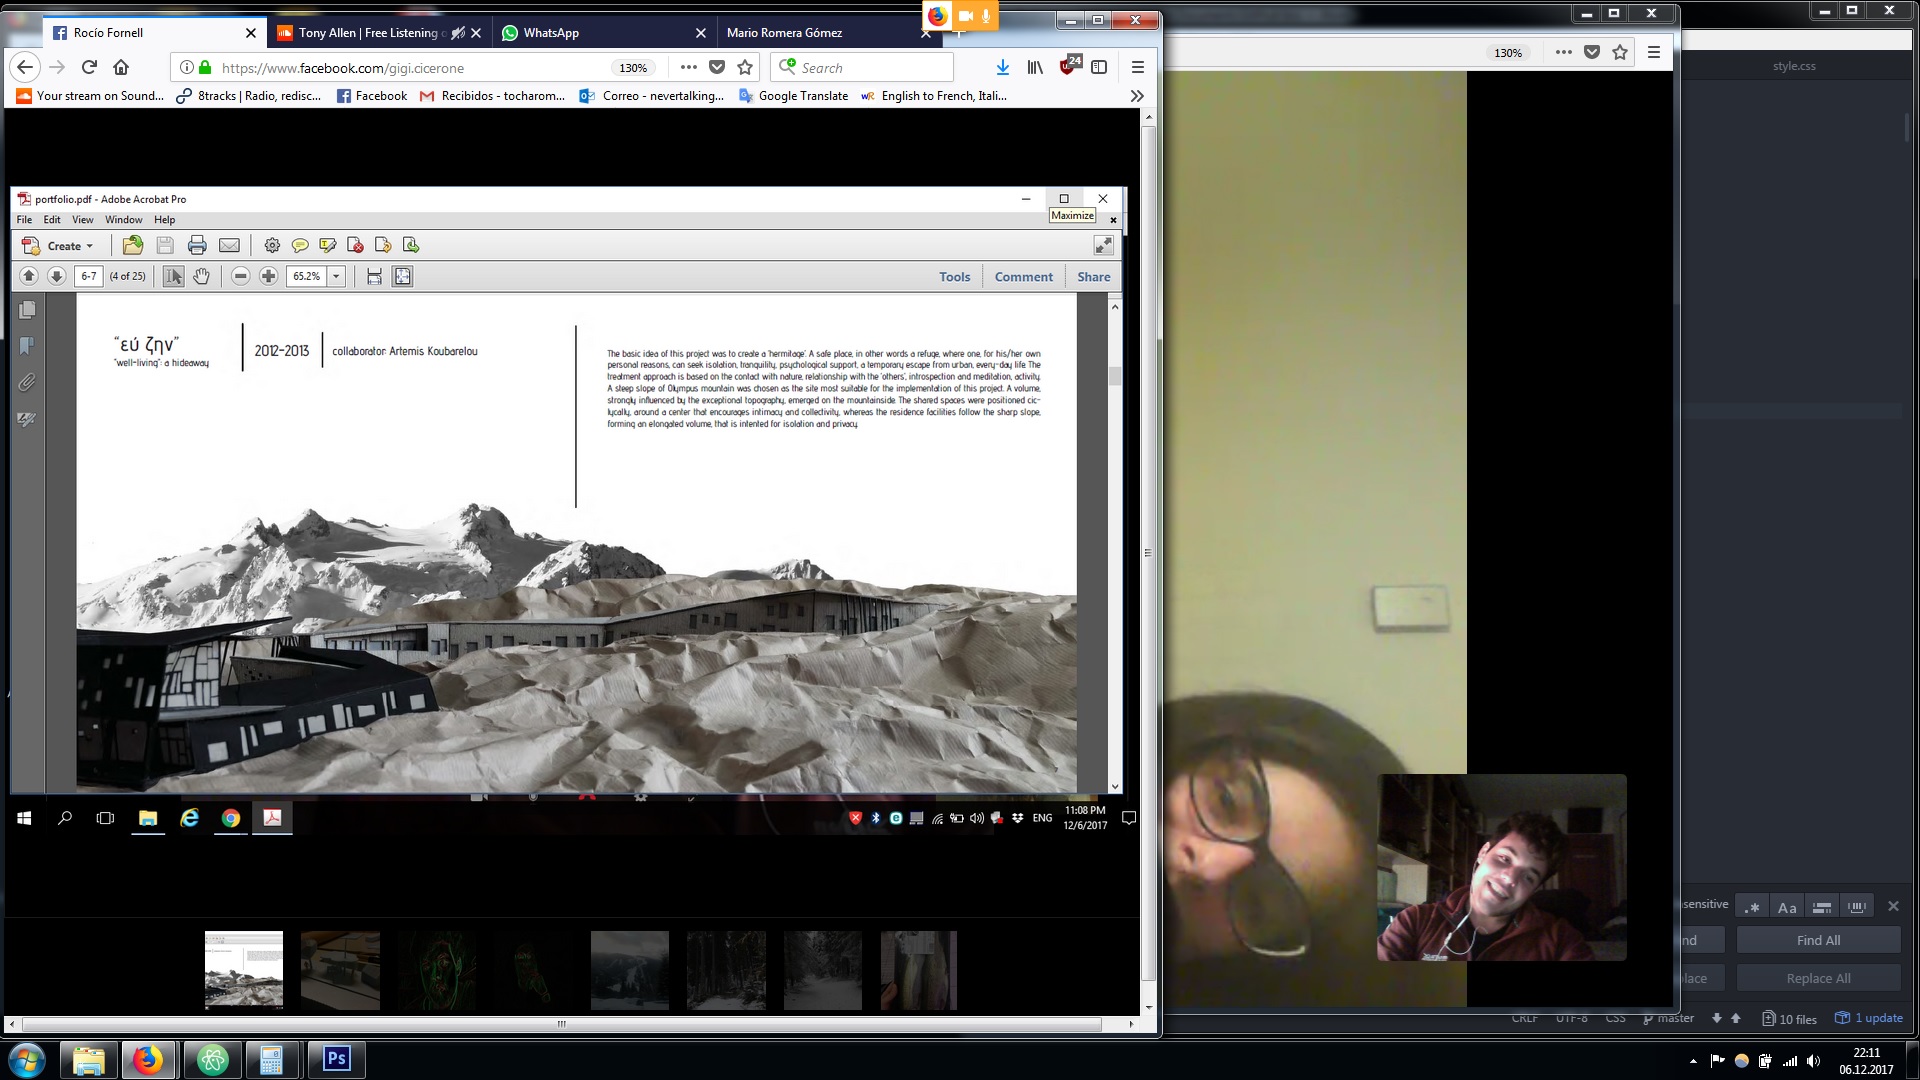 Rocío Fornell
Tony Allen | Free Listening o
WhatsApp
Mario Romera Gómez
https://www.facebook.com/gigi.cicerone
130%
Search
24
130%
style.css
Your stream on Sound...
8tracks | Radio, redisc...
Facebook
Recibidos - tocharom...
Correo - nevertalking...
Google Translate
English to French, Itali...
portfolio.pdf - Adobe Acrobat Pro
Maximize
File Edit View Window Help
Create
6-7 (4 of 25)
65.2%
Tools Comment Share
“εύ ζην”
"well-living": a hideaway
2012-2013
collaborator: Artemis Koubarelou
The basic idea of this project was to create a 'hermitage'. A safe place, in other words a refuge, where one, for his/her own
personal reasons, can seek isolation, tranquility, psychological support, a temporary escape from urban, every-day life. The
treatment approach is based on the contact with nature, relationship with the 'others', introspection and meditation, activity.
A steep slope of Olympus mountain was chosen as the site most suitable for the implementation of this project. A volume,
strongly influenced by the exceptional topography, emerged on the mountainside. The shared spaces were positioned cic-
lycally, around a center that encourages intimacy and collectivity, whereas the residence facilities follow the sharp slope,
forming an elongated volume, that is intented for isolation and privacy.
ENG
11:08 PM
12/6/2017
sensitive
.* Aa
nd
Find All
lace
Replace All
CRLF UTF-8 CSS master 10 files 1 update
Ps
22:11
06.12.2017